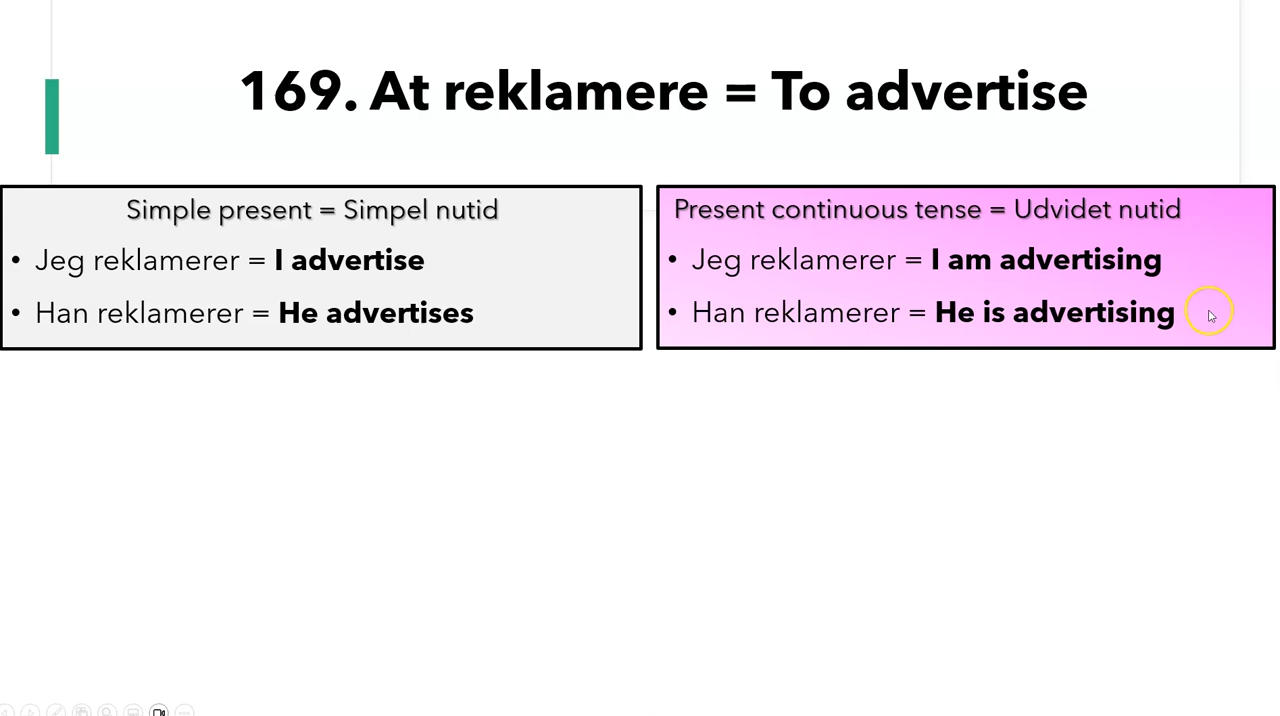 169. At reklamere = To advertise
Simple present = Simpel nutid
• Jeg reklamerer = I advertise
• Han reklamerer = He advertises
Present continuous tense = Udvidet nutid
• Jeg reklamerer = I am advertising
• Han reklamerer = He is advertising